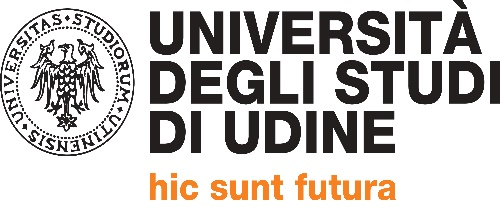 ·UNIVERSITAS·STUDIORUM·UTINENSIS·
UNIVERSITÀ
DEGLI STUDI
DI UDINE
hic sunt futura